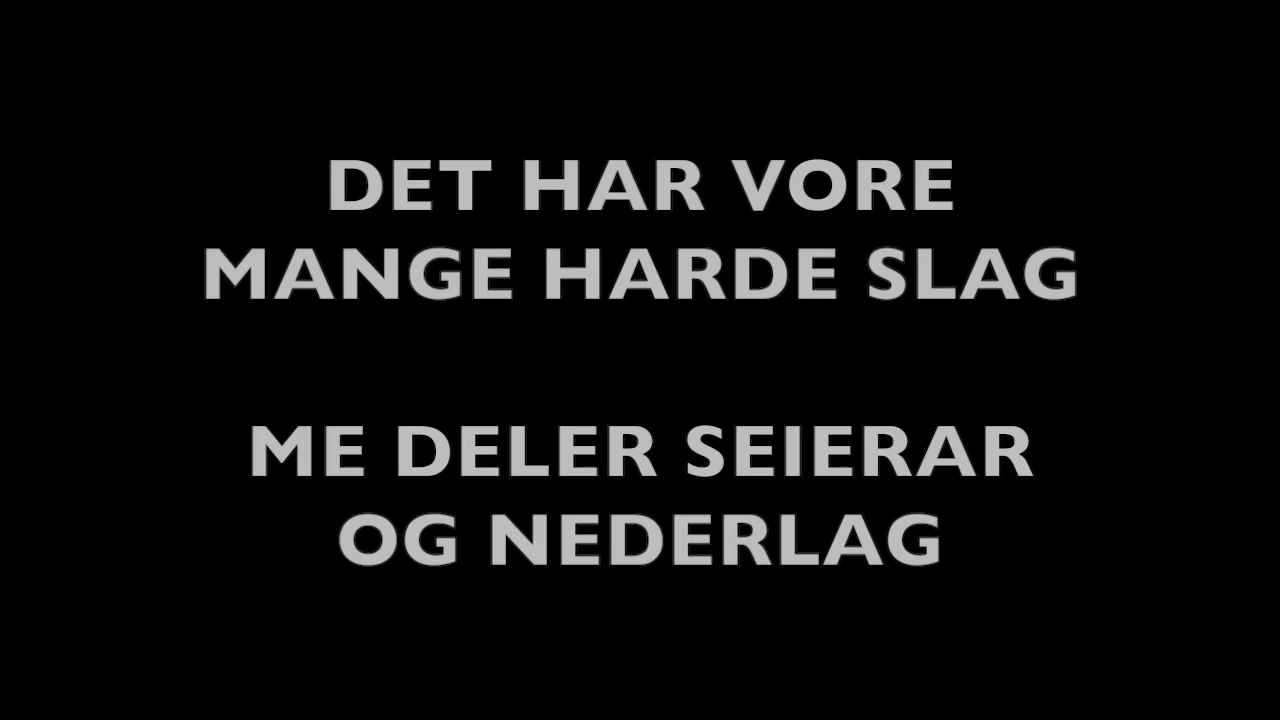 DET HAR VORE
MANGE HARDE SLAG
ME DELER SEIERAR
OG NEDERLAG